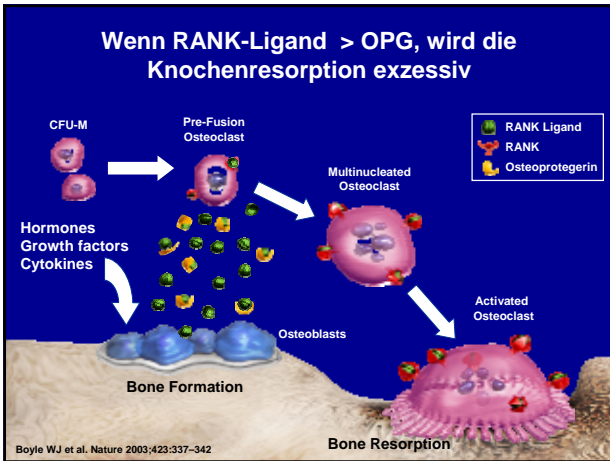 Wenn RANK-Ligand > OPG, wird die
Knochenresorption exzessiv
CFU-M
Pre-Fusion
Osteoclast
RANK Ligand
RANK
Osteoprotegerin
Multinucleated
Osteoclast
Hormones
Growth factors
Cytokines
Activated
Osteoclast
Osteoblasts
Bone Formation
Bone Resorption
Boyle WJ et al. Nature 2003;423:337–342